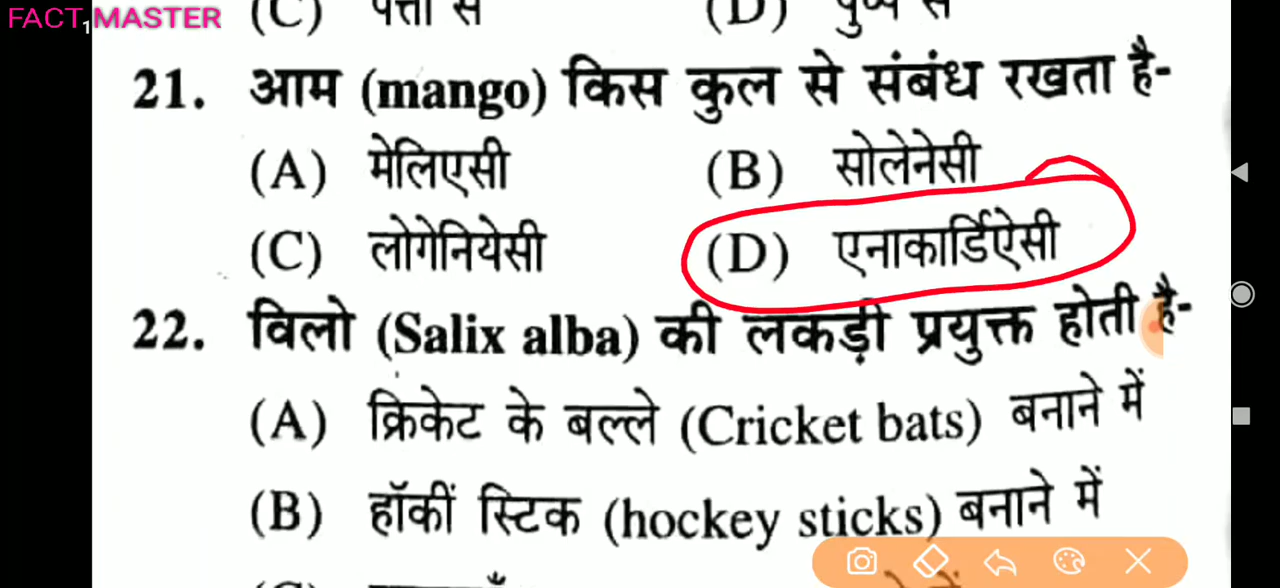 FACT MASTER
(C) पत्ती से (D) पुष्प से
21. आम (mango) किस कुल से संबंध रखता है-
(A) मेलिएसी (B) सोलेनेसी
(C) लोगेनियेसी (D) एनाकार्डिऐसी
22. विलो (Salix alba) की लकड़ी प्रयुक्त होती है-
(A) क्रिकेट के बल्ले (Cricket bats) बनाने में
(B) हॉकीं स्टिक (hockey sticks) बनाने में